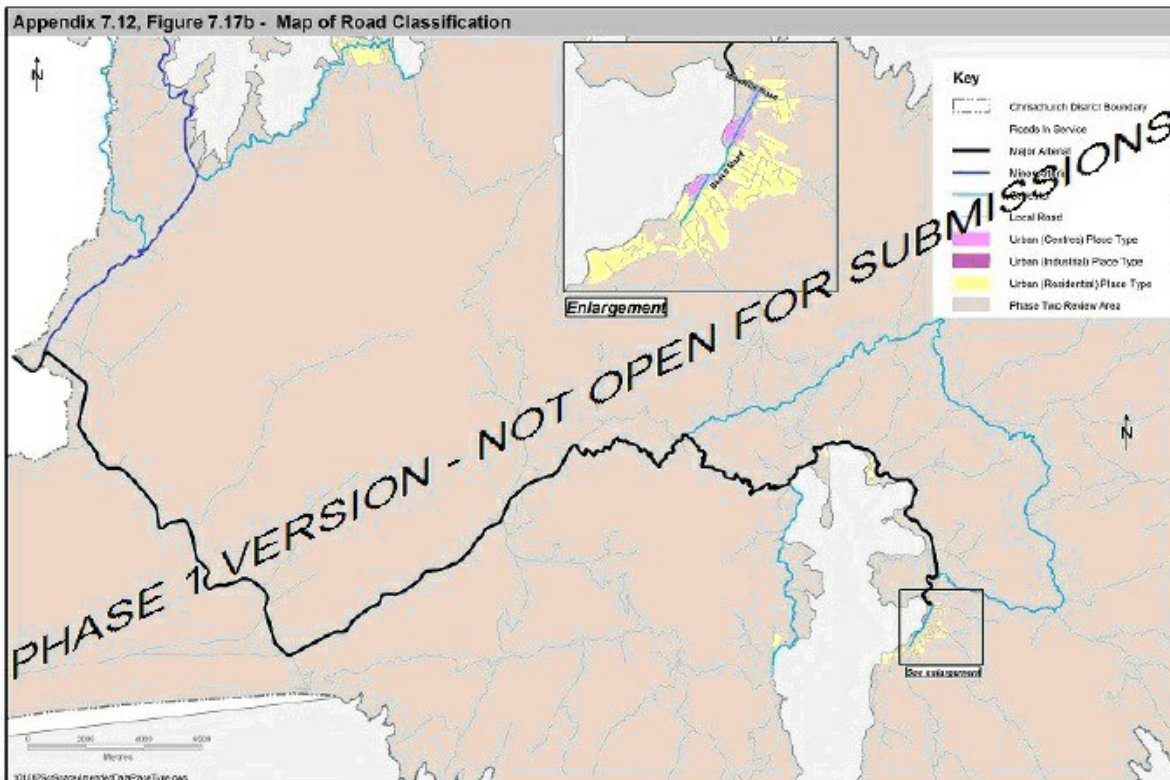 Appendix 7.12, Figure 7.17b - Map of Road Classification
N
Beach Road
Enlargement
Key
Christchurch District Boundary
Roads In Service
Major Arterial
Local Road
Urban (Centres) Place Type
Urban (Industrial) Place Type
Urban (Residential) Place Type
Phase Two Review Area
PHASE 1 VERSION - NOT OPEN FOR SUBMISSIONS
N
See enlargement
Metres